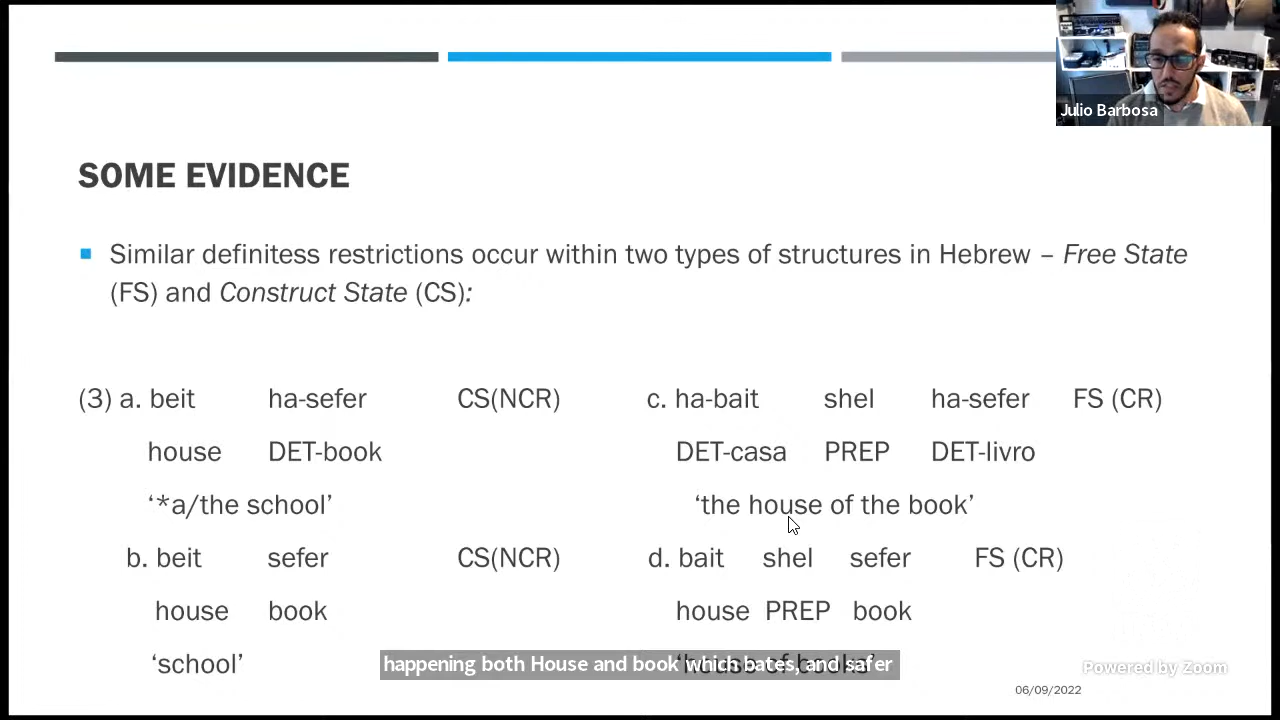 Julio Barbosa
SOME EVIDENCE
Similar definitess restrictions occur within two types of structures in Hebrew – Free State
(FS) and Construct State (CS):
(3) a. beit ha-sefer CS(NCR) c. ha-bait shel ha-sefer FS (CR)
house DET-book DET-casa PREP DET-livro
‘*a/the school’ ‘the house of the book’
b. beit sefer CS(NCR) d. bait shel sefer FS (CR)
house book house PREP book
‘school’ ‘house of books’
happening both House and book which bates, and safer
Powered by Zoom
06/09/2022